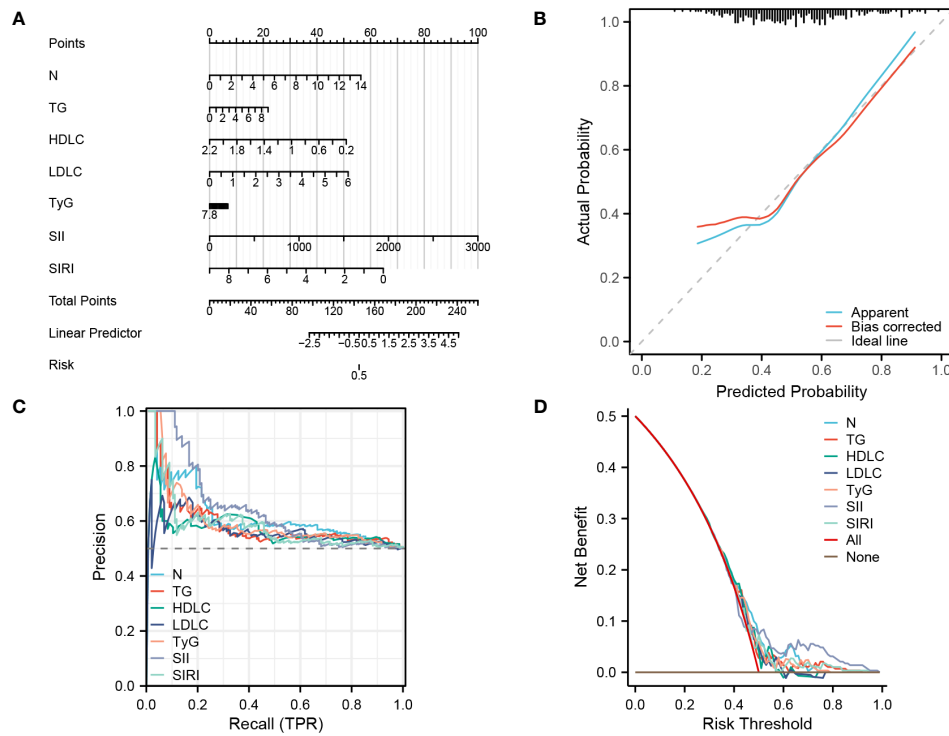 A
Points
0 20 40 60 80 100
N
0 2 4 6 8 10 12 14
TG
0 2 4 6 8
HDLC
2.2 1.8 1.4 1 0.6 0.2
LDLC
0 1 2 3 4 5 6
TyG
7.8
SII
0 1000 2000 3000
SIRI
8 6 4 2 0
Total Points
0 40 80 120 160 200 240
Linear Predictor
−2.5 −0.5 0.5 1.5 2.5 3.5 4.5
Risk
0.5
B
Actual Probability
1.0
0.8
0.6
0.4
0.2
0.0
Apparent
Bias corrected
Ideal line
0.0 0.2 0.4 0.6 0.8 1.0
Predicted Probability
C
Precision
1.0
0.8
0.6
0.4
0.2
0.0
N
TG
HDLC
LDLC
TyG
SII
SIRI
0.0 0.2 0.4 0.6 0.8 1.0
Recall (TPR)
D
Net Benefit
0.5
0.4
0.3
0.2
0.1
0.0
N
TG
HDLC
LDLC
TyG
SII
SIRI
All
None
0.0 0.2 0.4 0.6 0.8 1.0
Risk Threshold